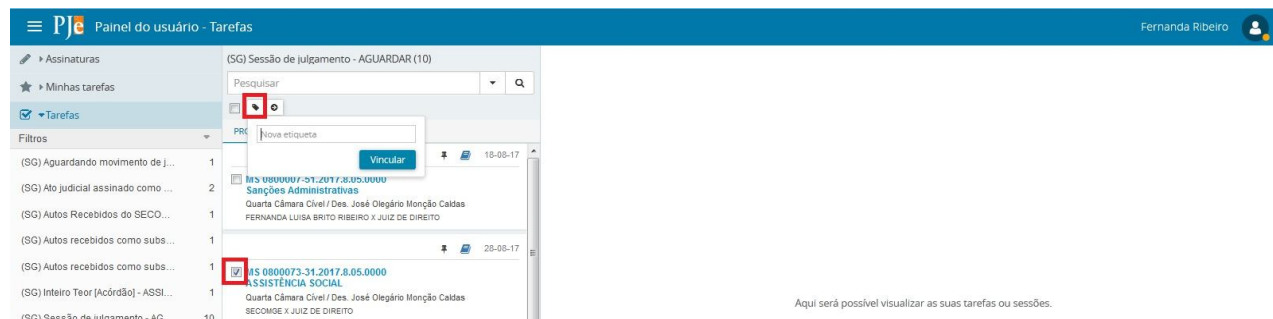 PJe Painel do usuário - Tarefas
Fernanda Ribeiro
Assinaturas
Minhas tarefas
Tarefas
Filtros
(SG) Aguardando movimento de j... 1
(SG) Ato judicial assinado como ... 2
(SG) Autos Recebidos do SECO... 1
(SG) Autos recebidos como subs... 1
(SG) Autos recebidos como subs... 1
(SG) Inteiro Teor [Acórdão] - ASSI... 1
(SG) Sessão de julgamento - AG... 10
(SG) Sessão de julgamento - AGUARDAR (10)
Pesquisar
PRO
Nova etiqueta
Vincular
18-08-17
MS 0800007-51.2017.8.05.0000
Sanções Administrativas
Quarta Câmara Cível / Des. José Olegário Monção Caldas
FERNANDA LUISA BRITO RIBEIRO X JUIZ DE DIREITO
28-08-17
MS 0800073-31.2017.8.05.0000
ASSISTÊNCIA SOCIAL
Quarta Câmara Cível / Des. José Olegário Monção Caldas
SECOMGE X JUIZ DE DIREITO
Aqui será possível visualizar as suas tarefas ou sessões.